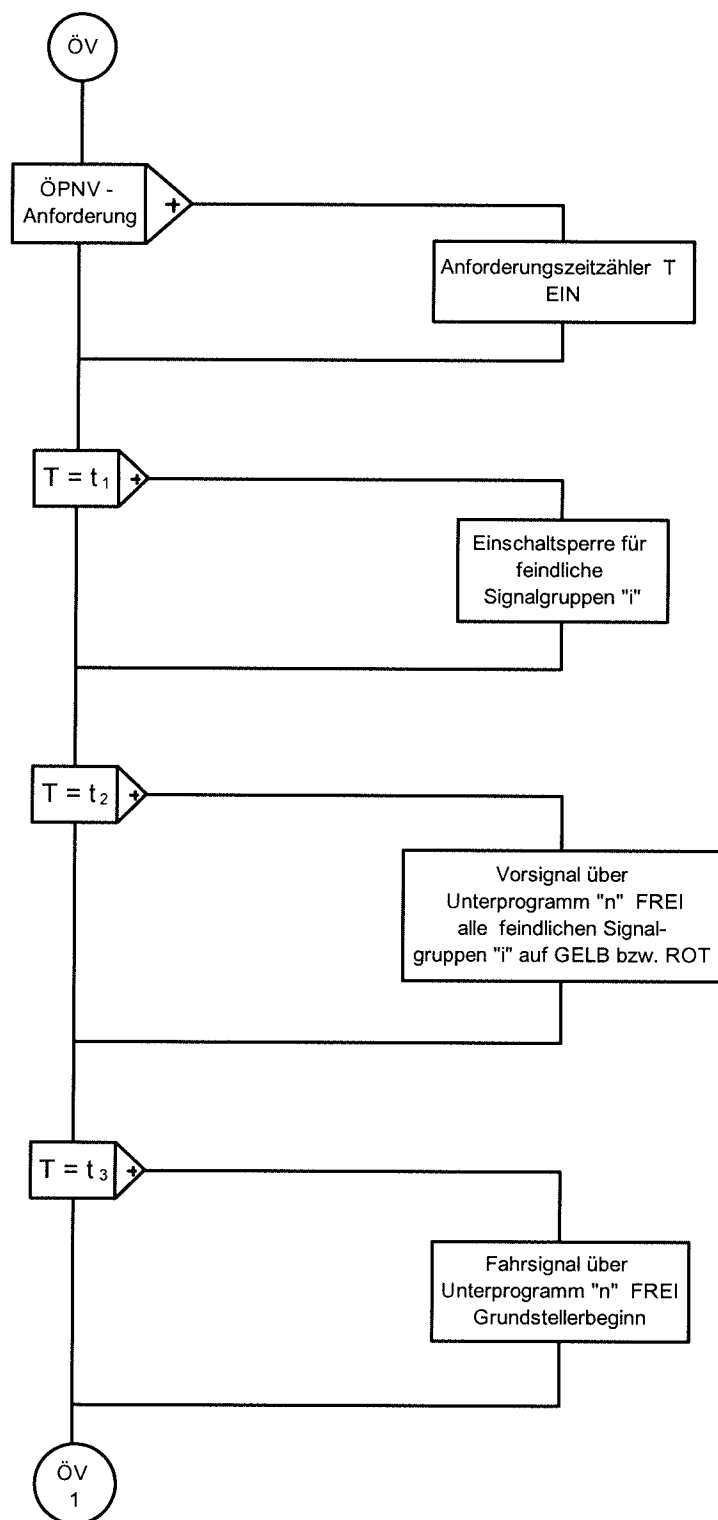 ÖV
ÖPNV -
Anforderung
+
Anforderungszeitzähler T
EIN
T = t₁
+
Einschaltsperre für
feindliche
Signalgruppen "i"
T = t₂
+
Vorsignal über
Unterprogramm "n" FREI
alle feindlichen Signal-
gruppen "i" auf GELB bzw. ROT
T = t₃
+
Fahrsignal über
Unterprogramm "n" FREI
Grundstellerbeginn
ÖV
1